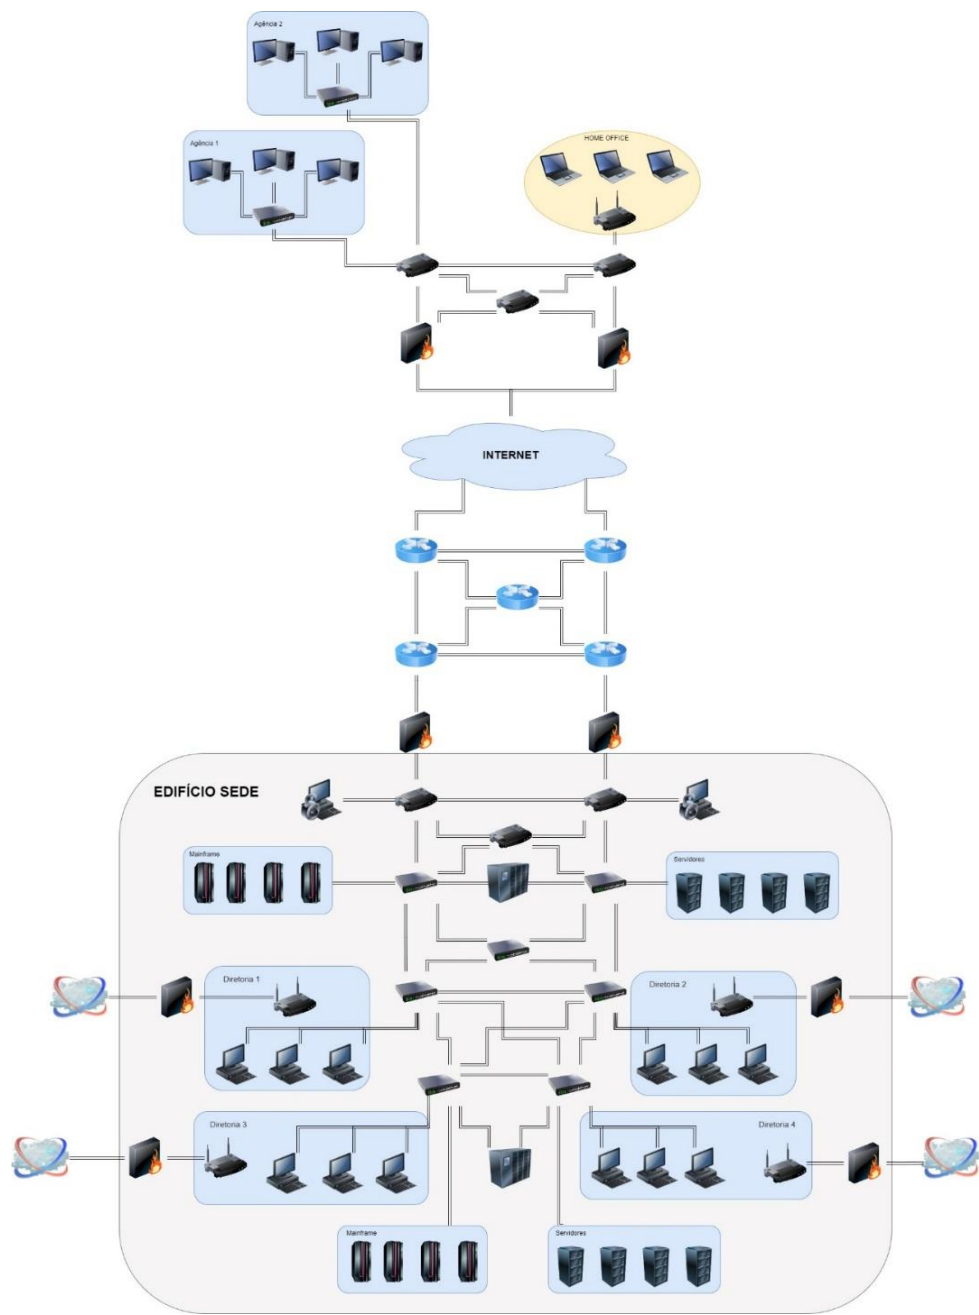 Agência 2
Agência 1
HOME OFFICE
INTERNET
EDIFÍCIO SEDE
Mainframe
Servidores
Diretoria 1
Diretoria 2
Diretoria 3
Diretoria 4
Mainframe
Servidores